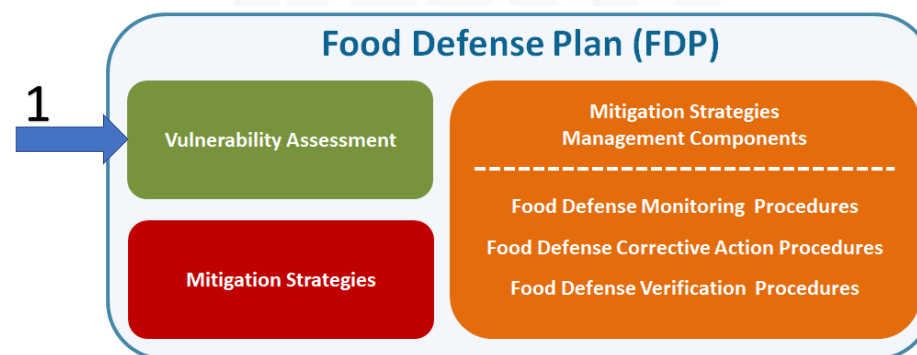 Food Defense Plan (FDP)
1
Vulnerability Assessment
Mitigation Strategies
Mitigation Strategies
Management Components
Food Defense Monitoring Procedures
Food Defense Corrective Action Procedures
Food Defense Verification Procedures